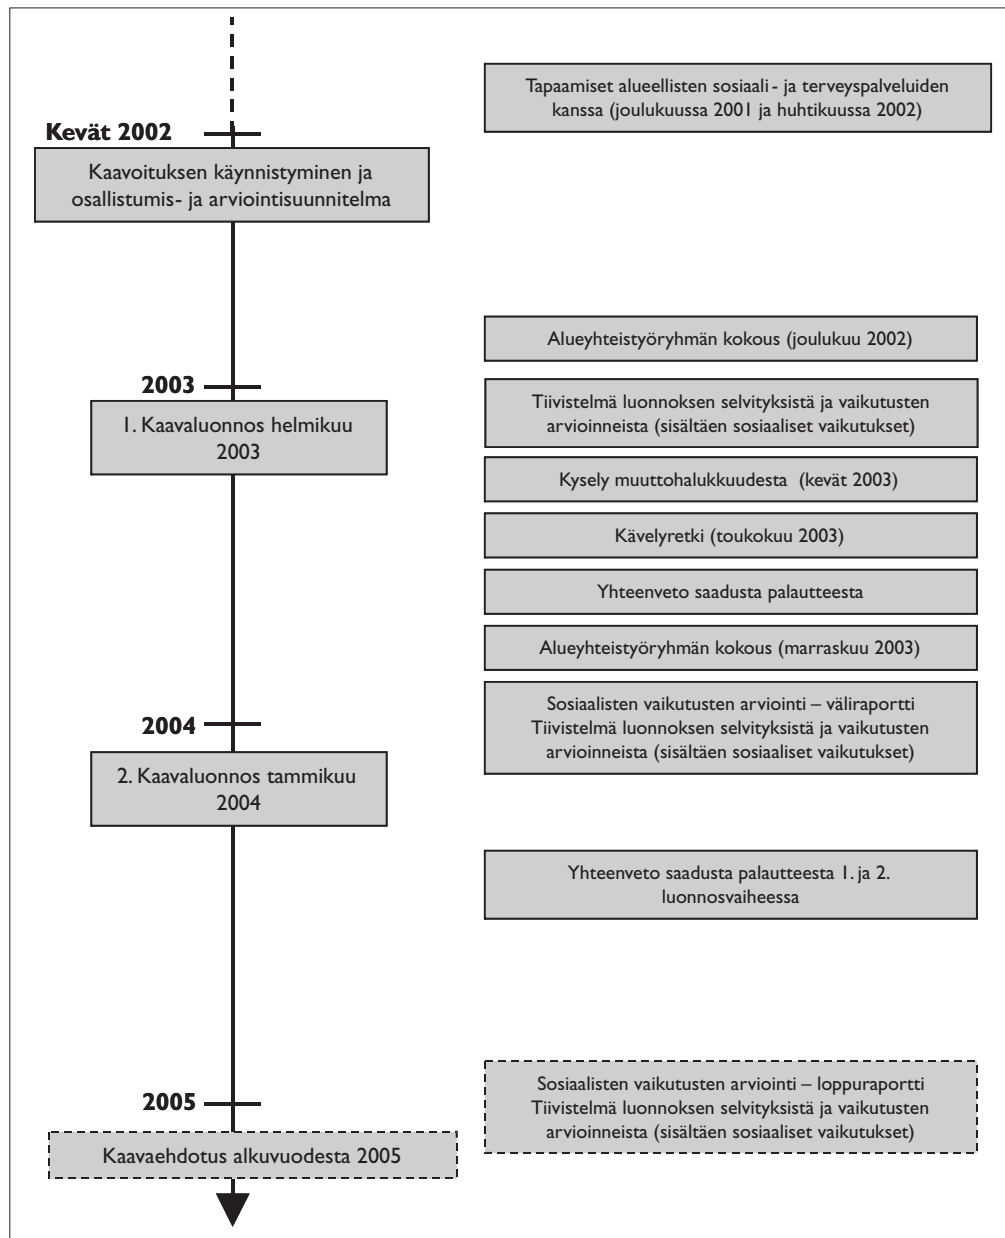 Tapaamiset alueellisten sosiaali- ja terveyspalveluiden
kanssa (joulukuussa 2001 ja huhtikuussa 2002)
Kevät 2002
Kaavoituksen käynnistyminen ja
osallistumis- ja arviointisuunnitelma
Alueyhteistyöryhmän kokous (joulukuu 2002)
2003
1. Kaavaluonnos helmikuu
2003
Tiivistelmä luonnoksen selvityksistä ja vaikutusten
arvioinneista (sisältäen sosiaaliset vaikutukset)
Kysely muuttohalukkuudesta (kevät 2003)
Kävelyretki (toukokuu 2003)
Yhteenveto saadusta palautteesta
Alueyhteistyöryhmän kokous (marraskuu 2003)
Sosiaalisten vaikutusten arviointi – väliraportti
Tiivistelmä luonnoksen selvityksistä ja vaikutusten
arvioinneista (sisältäen sosiaaliset vaikutukset)
2004
2. Kaavaluonnos tammikuu
2004
Yhteenveto saadusta palautteesta 1. ja 2.
luonnosvaiheessa
Sosiaalisten vaikutusten arviointi – loppuraportti
Tiivistelmä luonnoksen selvityksistä ja vaikutusten
arvioinneista (sisältäen sosiaaliset vaikutukset)
2005
Kaavaehdotus alkuvuodesta 2005